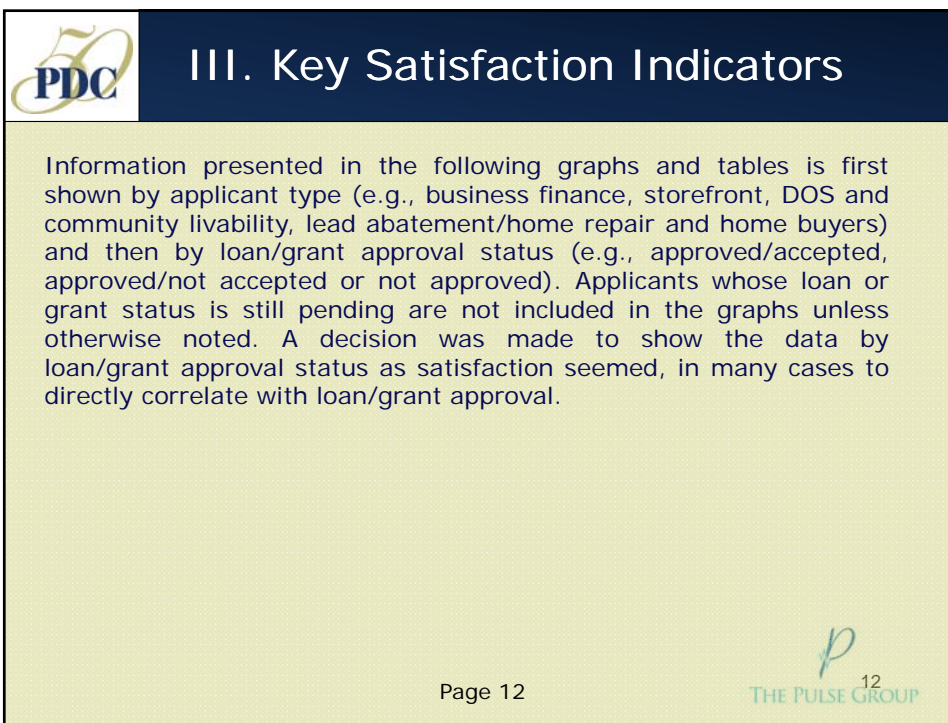 50
PDC
III. Key Satisfaction Indicators
Information presented in the following graphs and tables is first
shown by applicant type (e.g., business finance, storefront, DOS and
community livability, lead abatement/home repair and home buyers)
and then by loan/grant approval status (e.g., approved/accepted,
approved/not accepted or not approved). Applicants whose loan or
grant status is still pending are not included in the graphs unless
otherwise noted. A decision was made to show the data by
loan/grant approval status as satisfaction seemed, in many cases to
directly correlate with loan/grant approval.
Page 12
P
THE PULSE GROUP
12